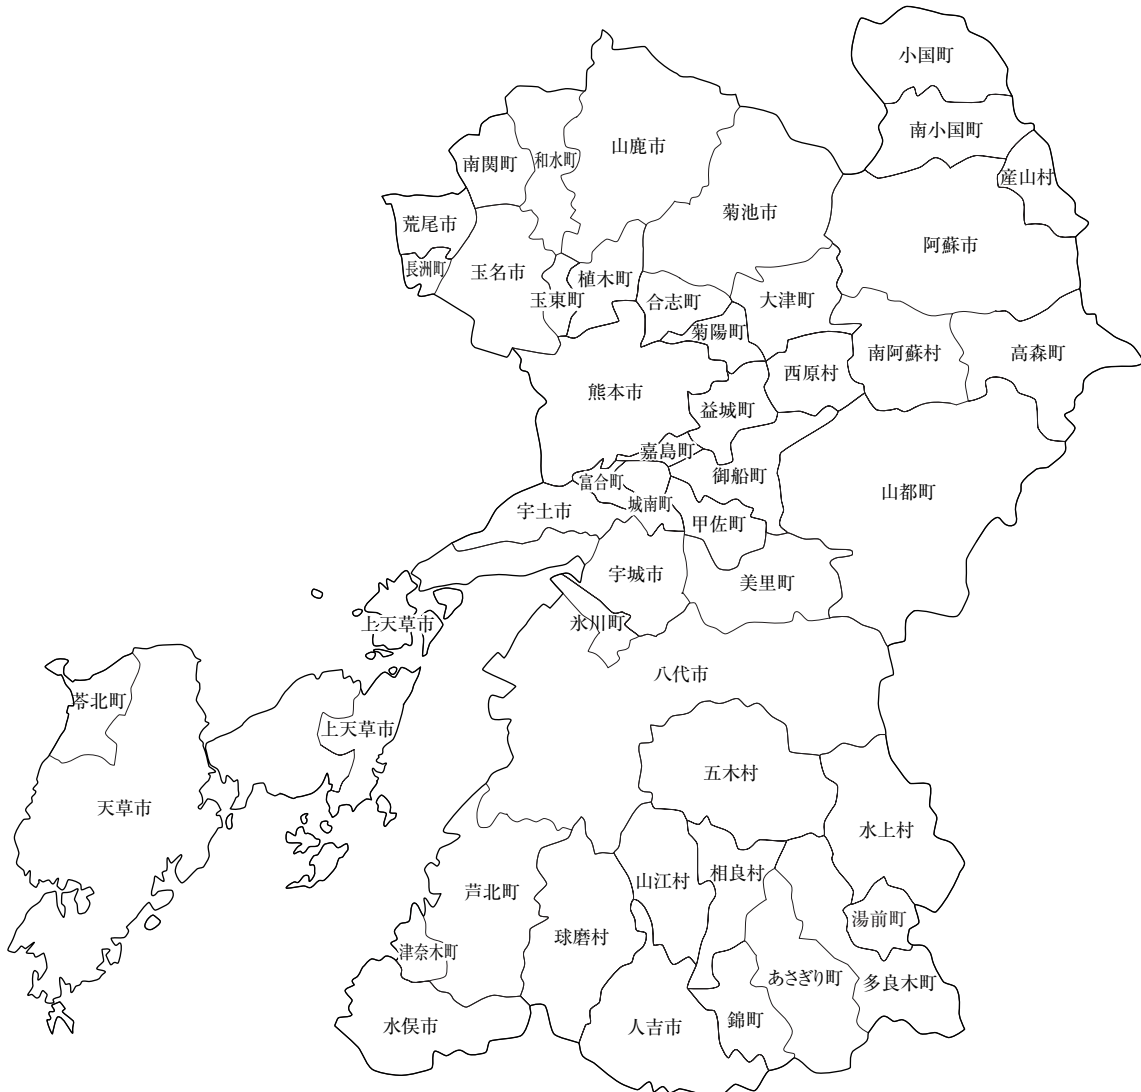 小国町
南小国町
山鹿市
和水町
南関町
産山村
菊池市
荒尾市
阿蘇市
長洲町
玉名市
植木町
玉東町
合志町
大津町
菊陽町
南阿蘇村
高森町
西原村
熊本市
益城町
嘉島町
御船町
富合町
山都町
城南町
宇土市
甲佐町
宇城市
美里町
氷川町
上天草市
八代市
苓北町
上天草市
五木村
天草市
水上村
相良村
山江村
芦北町
湯前町
球磨村
津奈木町
あさぎり町
多良木町
錦町
水俣市
人吉市